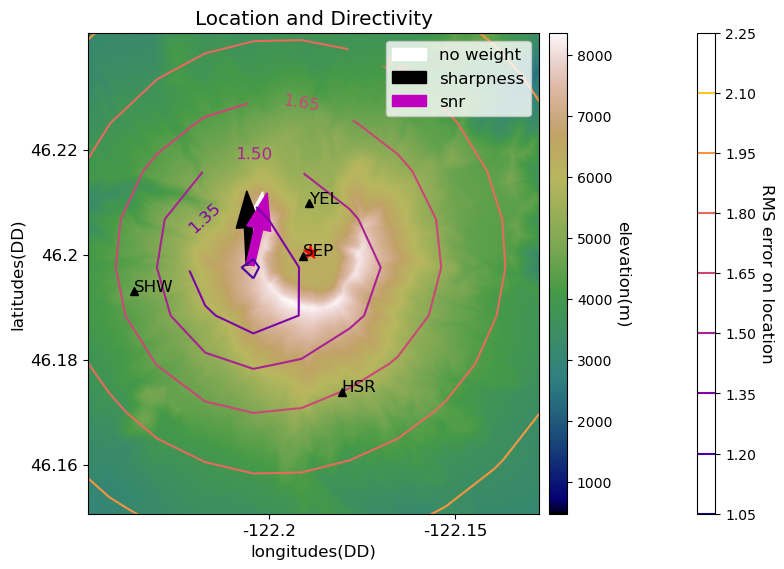 Location and Directivity
no weight
sharpness
snr
1.65
1.50
1.35
YEL
SEP
SHW
HSR
46.22
46.2
46.18
46.16
latitudes(DD)
-122.2
-122.15
longitudes(DD)
8000
7000
6000
5000
4000
3000
2000
1000
elevation(m)
2.25
2.10
1.95
1.80
1.65
1.50
1.35
1.20
1.05
RMS error on location